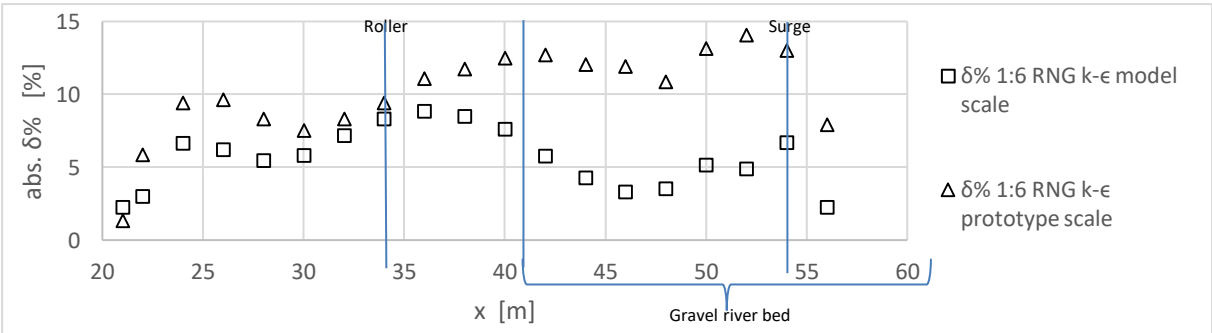 15
10
5
0
abs. δ% [%]
Roller
Surge
20 25 30 35 40 45 50 55 60
x [m]
Gravel river bed
δ% 1:6 RNG k-ϵ model
scale
δ% 1:6 RNG k-ϵ
prototype scale